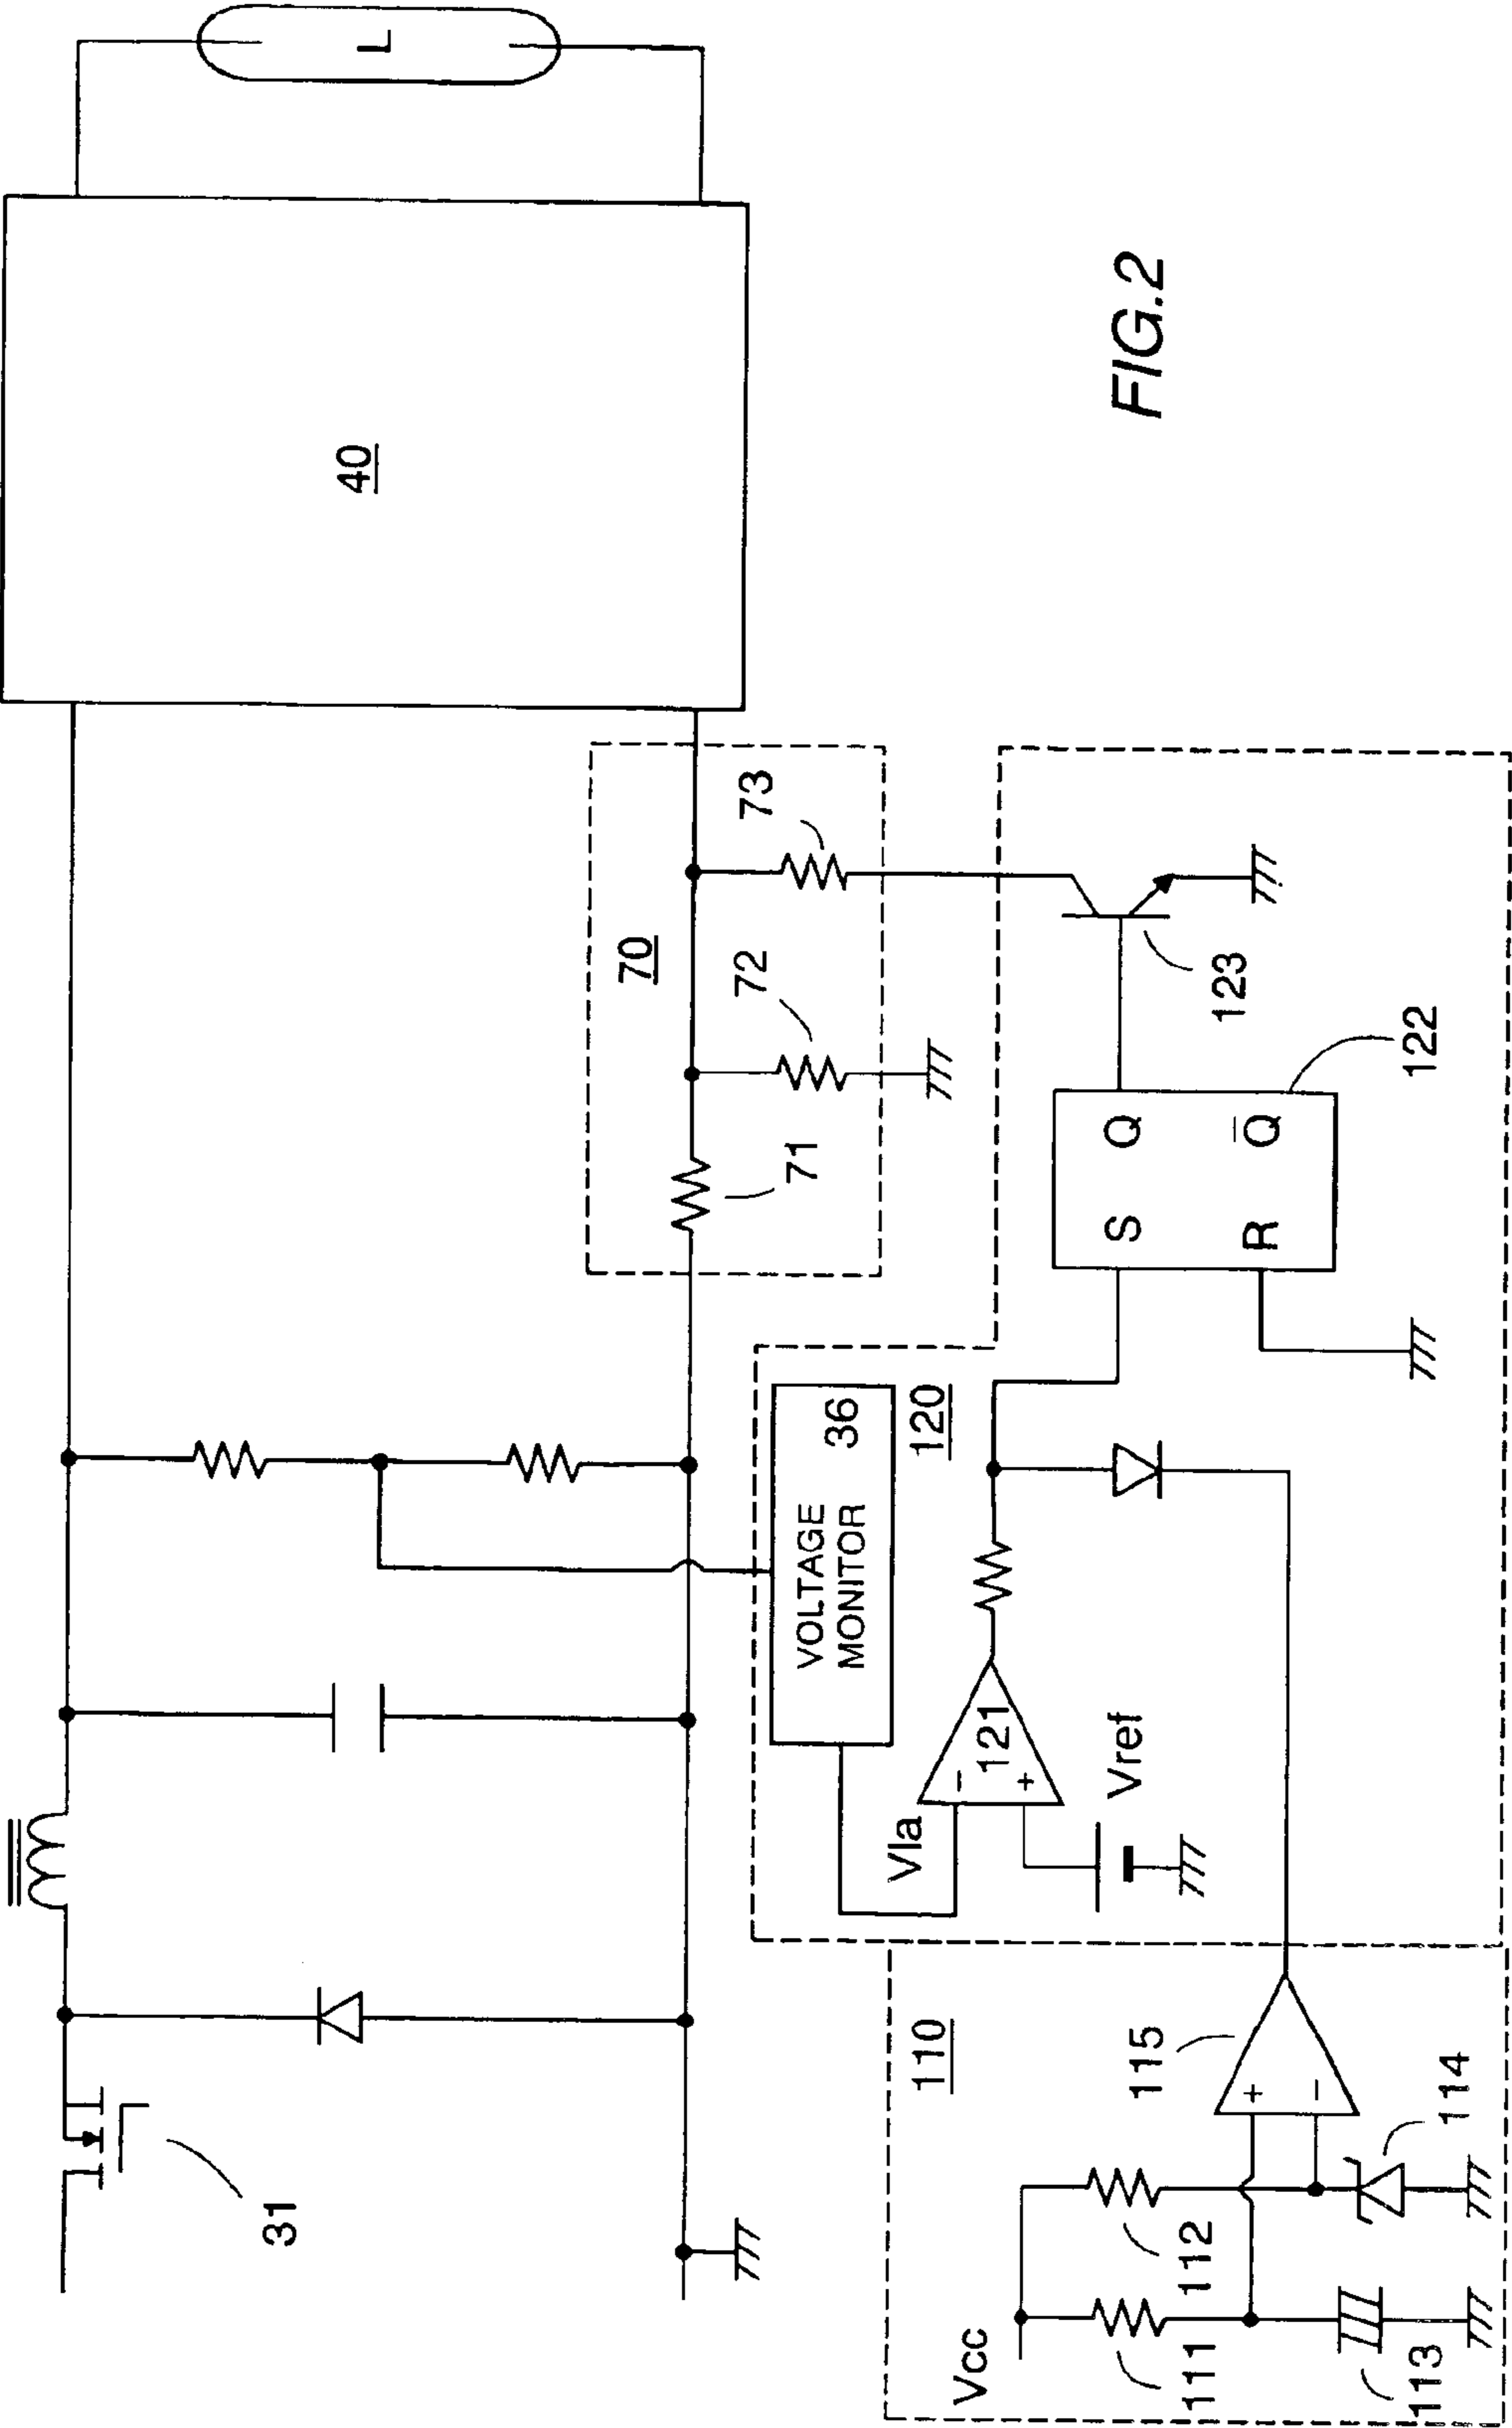 L
40
31
70
73
72
71
VOLTAGE 36
MONITOR
120
Vla
−
121
+
Vref
S Q
R Q̅
122
123
110
Vcc
111
112
113
114
115
+
−
FIG.2